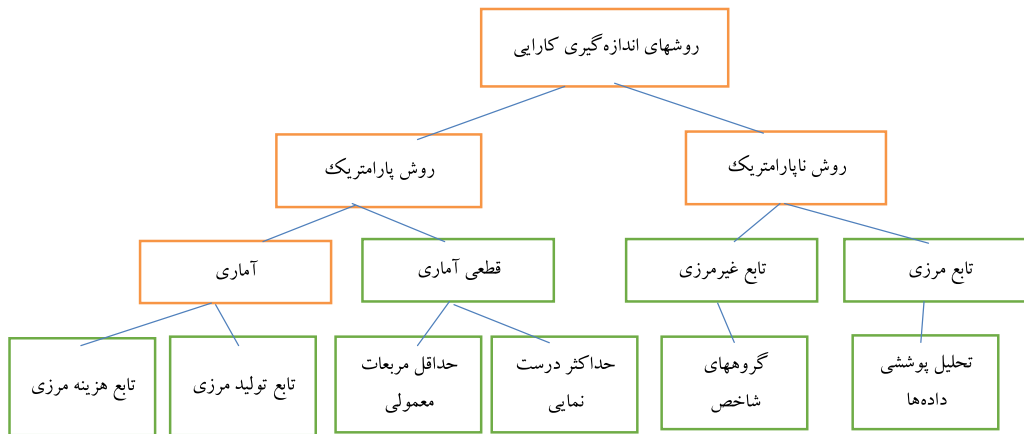 روشهای اندازه‌گیری کارایی
روش ناپارامتریک
روش پارامتریک
تابع مرزی
تابع غیرمرزی
قطعی آماری
آماری
تحلیل پوششی
داده‌ها
گروههای
شاخص
حداکثر درست
نمایی
حداقل مربعات
معمولی
تابع تولید مرزی
تابع هزینه مرزی